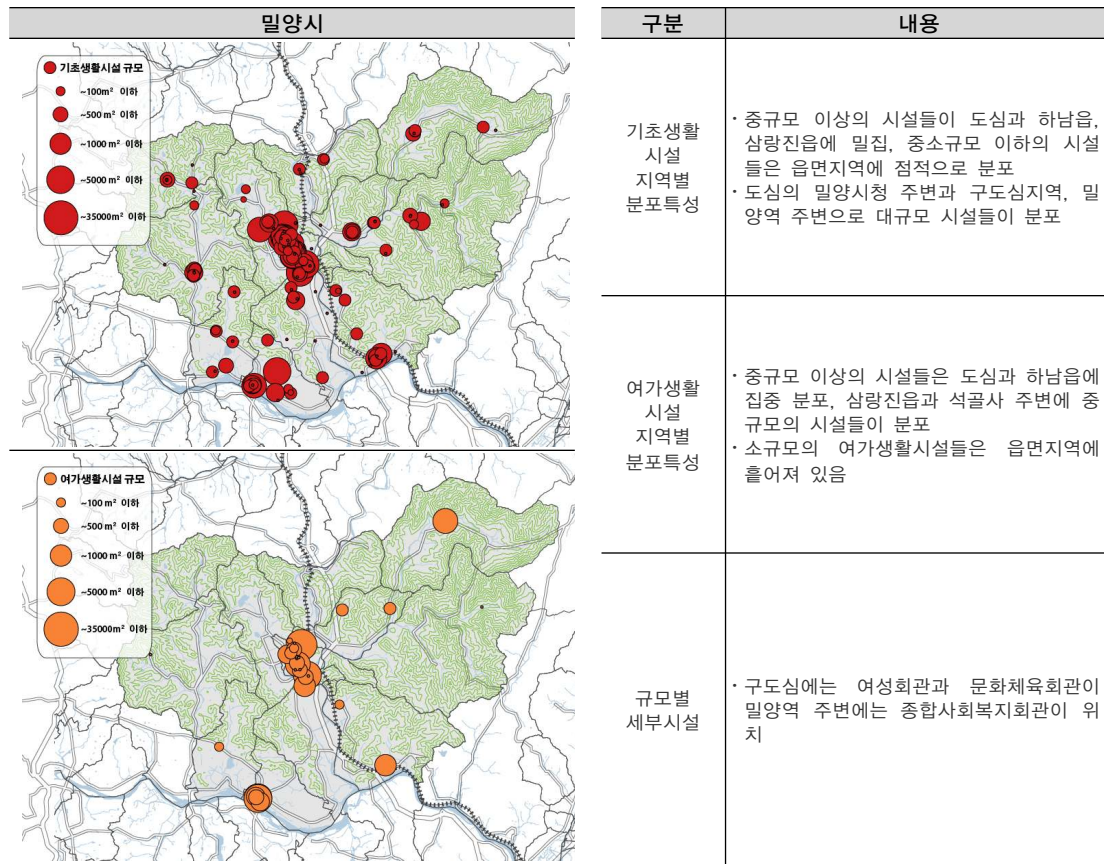 밀양시
기초생활시설 규모
~100m² 이하
~500m² 이하
~1000m² 이하
~5000m² 이하
~35000m² 이하
여가생활시설 규모
~100m² 이하
~500m² 이하
~1000m² 이하
~5000m² 이하
~35000m² 이하
구분
내용
기초생활
시설
지역별
분포특성
· 중규모 이상의 시설들이 도심과 하남읍,
삼랑진읍에 밀집, 중소규모 이하의 시설
들은 읍면지역에 점적으로 분포
· 도심의 밀양시청 주변과 구도심지역, 밀
양역 주변으로 대규모 시설들이 분포
여가생활
시설
지역별
분포특성
· 중규모 이상의 시설들은 도심과 하남읍에
집중 분포, 삼랑진읍과 석골사 주변에 중
규모의 시설들이 분포
· 소규모의 여가생활시설들은 읍면지역에
흩어져 있음
규모별
세부시설
· 구도심에는 여성회관과 문화체육회관이
밀양역 주변에는 종합사회복지회관이 위
치